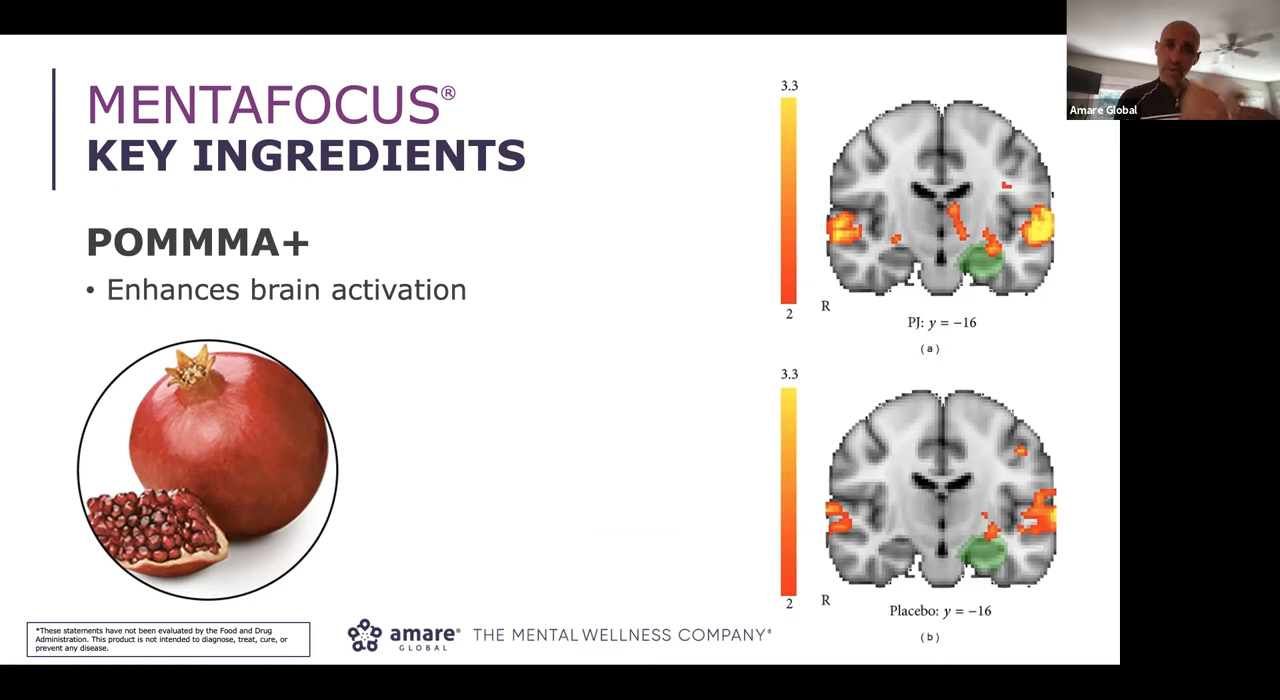 MENTAFOCUS®
KEY INGREDIENTS
POMMMA+
• Enhances brain activation
*These statements have not been evaluated by the Food and Drug
Administration. This product is not intended to diagnose, treat, cure, or
prevent any disease.
amare®
GLOBAL
THE MENTAL WELLNESS COMPANY®
3.3
2
R
PJ: y = −16
(a)
3.3
2
R
Placebo: y = −16
(b)
Amare Global